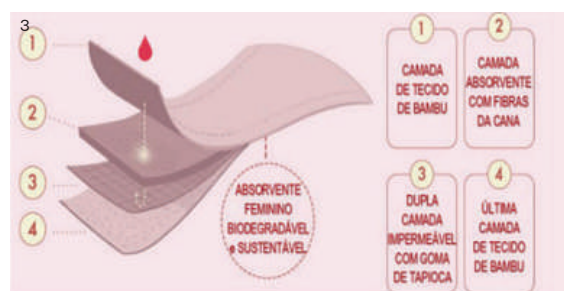 3
1
2
3
4
ABSORVENTE
FEMININO
BIODEGRADÁVEL
e SUSTENTÁVEL
1
CAMADA
DE TECIDO
DE BAMBU
2
CAMADA
ABSORVENTE
COM FIBRAS
DA CANA
3
DUPLA
CAMADA
IMPERMEÁVEL
COM GOMA
DE TAPIOCA
4
ÚLTIMA
CAMADA
DE TECIDO
DE BAMBU